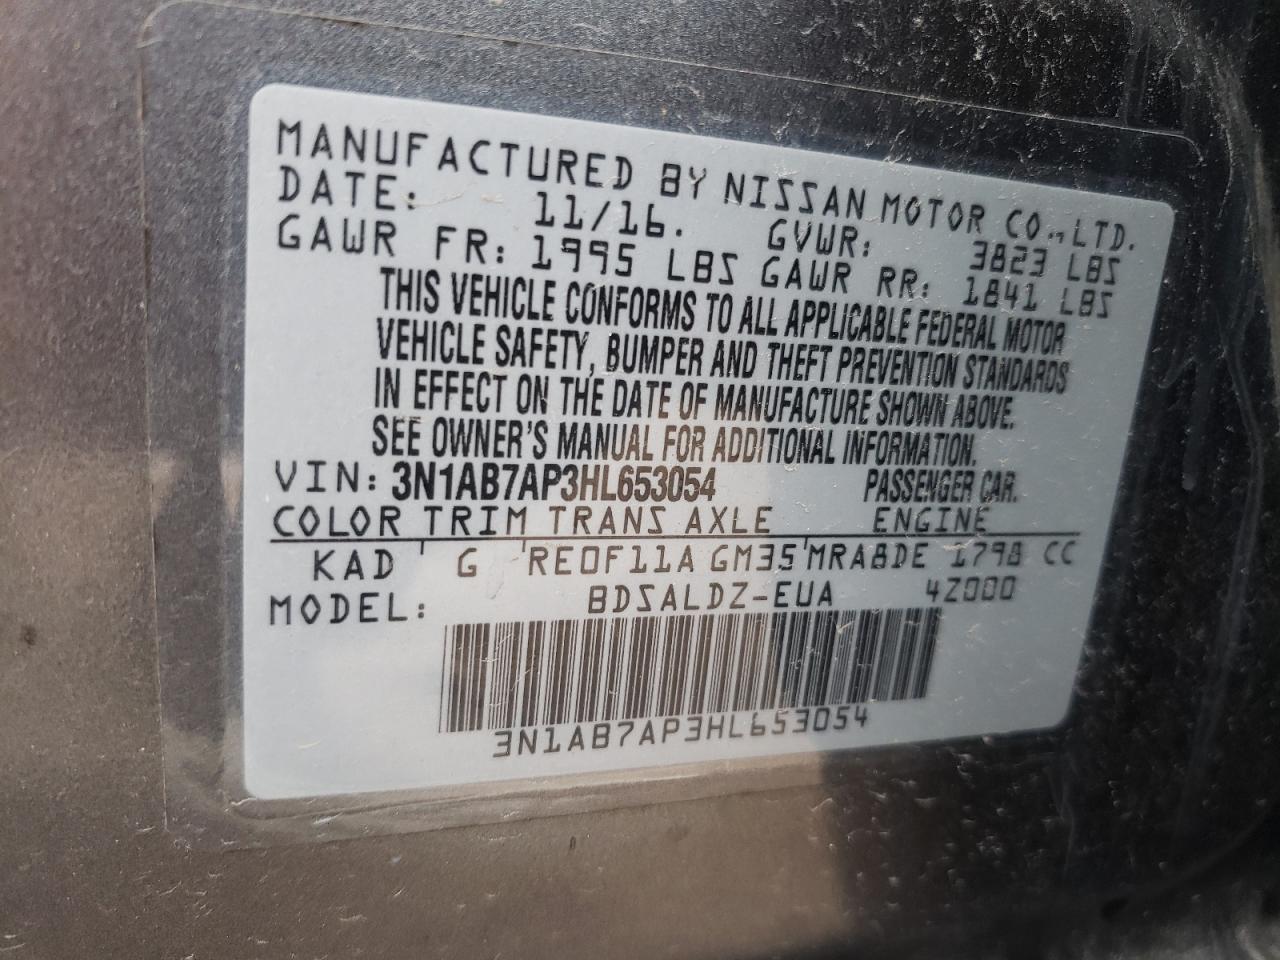 MANUFACTURED BY NISSAN MOTOR CO., LTD.
DATE: 11/16. GVWR: 3823 LBS
GAWR FR: 1995 LBS GAWR RR: 1841 LBS
THIS VEHICLE CONFORMS TO ALL APPLICABLE FEDERAL MOTOR
VEHICLE SAFETY, BUMPER AND THEFT PREVENTION STANDARDS
IN EFFECT ON THE DATE OF MANUFACTURE SHOWN ABOVE.
SEE OWNER'S MANUAL FOR ADDITIONAL INFORMATION.
VIN: 3N1AB7AP3HL653054 PASSENGER CAR.
COLOR TRIM TRANS AXLE ENGINE
KAD G RE0F11A GM35 MRA8DE 1798 CC
MODEL: BDSALDZ-EUA 4Z000
3N1AB7AP3HL653054